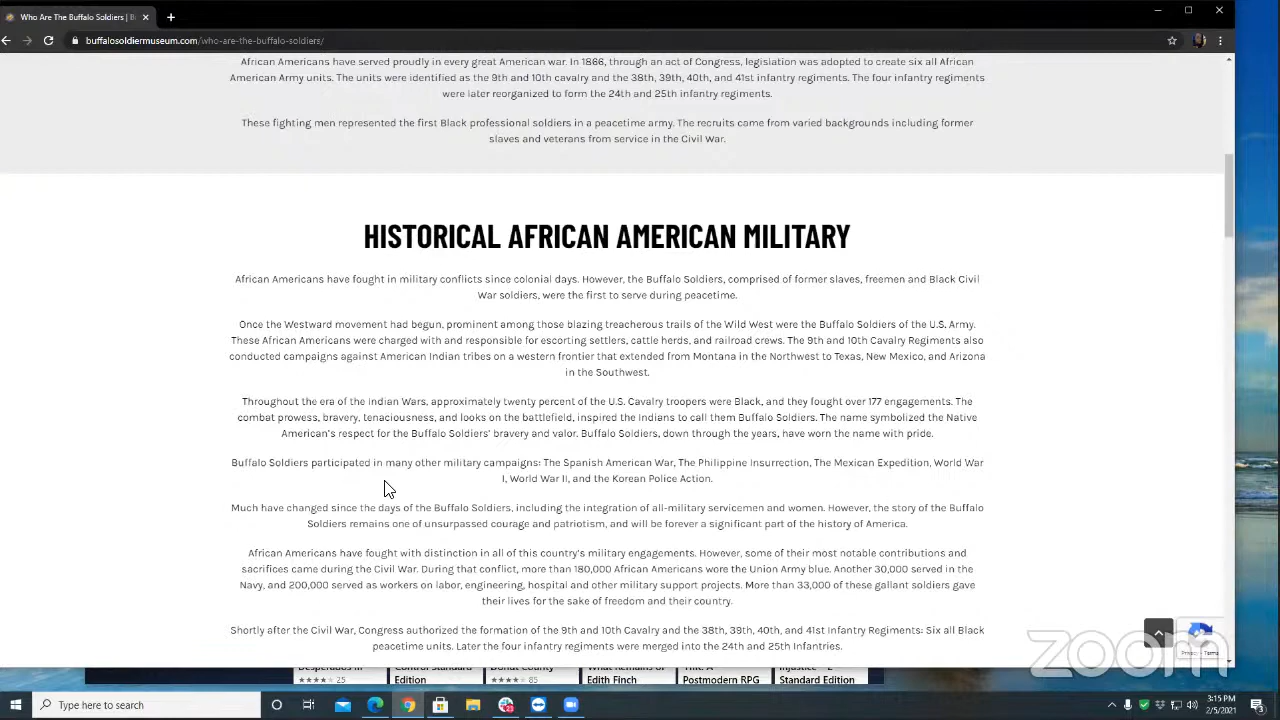 Who Are The Buffalo Soldiers | B
buffalosoldiermuseum.com/who-are-the-buffalo-soldiers/
African Americans have served proudly in every great American war. In 1866, through an act of Congress, legislation was adopted to create six all African
American Army units. The units were identified as the 9th and 10th cavalry and the 38th, 39th, 40th, and 41st infantry regiments. The four infantry regiments
were later reorganized to form the 24th and 25th infantry regiments.
These fighting men represented the first Black professional soldiers in a peacetime army. The recruits came from varied backgrounds including former
slaves and veterans from service in the Civil War.
HISTORICAL AFRICAN AMERICAN MILITARY
African Americans have fought in military conflicts since colonial days. However, the Buffalo Soldiers, comprised of former slaves, freemen and Black Civil
War soldiers, were the first to serve during peacetime.
Once the Westward movement had begun, prominent among those blazing treacherous trails of the Wild West were the Buffalo Soldiers of the U.S. Army.
These African Americans were charged with and responsible for escorting settlers, cattle herds, and railroad crews. The 9th and 10th Cavalry Regiments also
conducted campaigns against American Indian tribes on a western frontier that extended from Montana in the Northwest to Texas, New Mexico, and Arizona
in the Southwest.
Throughout the era of the Indian Wars, approximately twenty percent of the U.S. Cavalry troopers were Black, and they fought over 177 engagements. The
combat prowess, bravery, tenaciousness, and looks on the battlefield, inspired the Indians to call them Buffalo Soldiers. The name symbolized the Native
American's respect for the Buffalo Soldiers' bravery and valor. Buffalo Soldiers, down through the years, have worn the name with pride.
Buffalo Soldiers participated in many other military campaigns: The Spanish American War, The Philippine Insurrection, The Mexican Expedition, World War
I, World War II, and the Korean Police Action.
Much have changed since the days of the Buffalo Soldiers, including the integration of all-military servicemen and women. However, the story of the Buffalo
Soldiers remains one of unsurpassed courage and patriotism, and will be forever a significant part of the history of America.
African Americans have fought with distinction in all of this country's military engagements. However, some of their most notable contributions and
sacrifices came during the Civil War. During that conflict, more than 180,000 African Americans wore the Union Army blue. Another 30,000 served in the
Navy, and 200,000 served as workers on labor, engineering, hospital and other military support projects. More than 33,000 of these gallant soldiers gave
their lives for the sake of freedom and their country.
Shortly after the Civil War, Congress authorized the formation of the 9th and 10th Cavalry and the 38th, 39th, 40th, and 41st Infantry Regiments: Six all Black
peacetime units. Later the four infantry regiments were merged into the 24th and 25th Infantries.
Privacy - Terms
zoom
Control Standard Donut County What Remains of Title: A Injustice - 2
Edition 85 Edith Finch Postmodern RPG Standard Edition
25
Type here to search
3:15 PM
2/5/2021
3